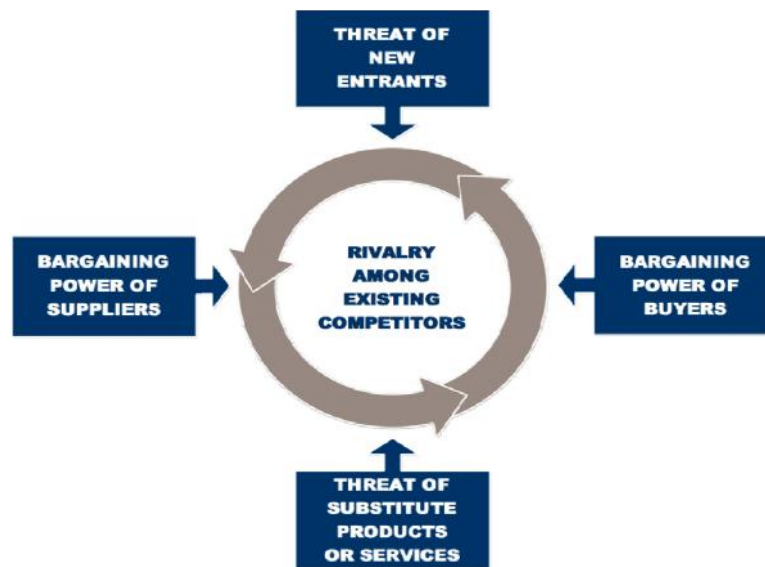 THREAT OF
NEW
ENTRANTS
BARGAINING
POWER OF
SUPPLIERS
RIVALRY
AMONG
EXISTING
COMPETITORS
BARGAINING
POWER OF
BUYERS
THREAT OF
SUBSTITUTE
PRODUCTS
OR SERVICES